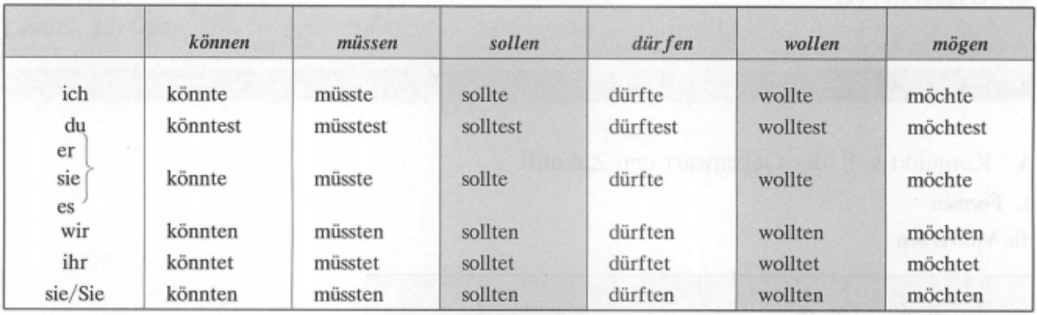 können müssen sollen dürfen wollen mögen
ich könnte müsste sollte dürfte wollte möchte
du könntest müsstest solltest dürftest wolltest möchtest
er
sie könnte müsste sollte dürfte wollte möchte
es
wir könnten müssten sollten dürften wollten möchten
ihr könntet müsstet solltet dürftet wolltet möchtet
sie/Sie könnten müssten sollten dürften wollten möchten